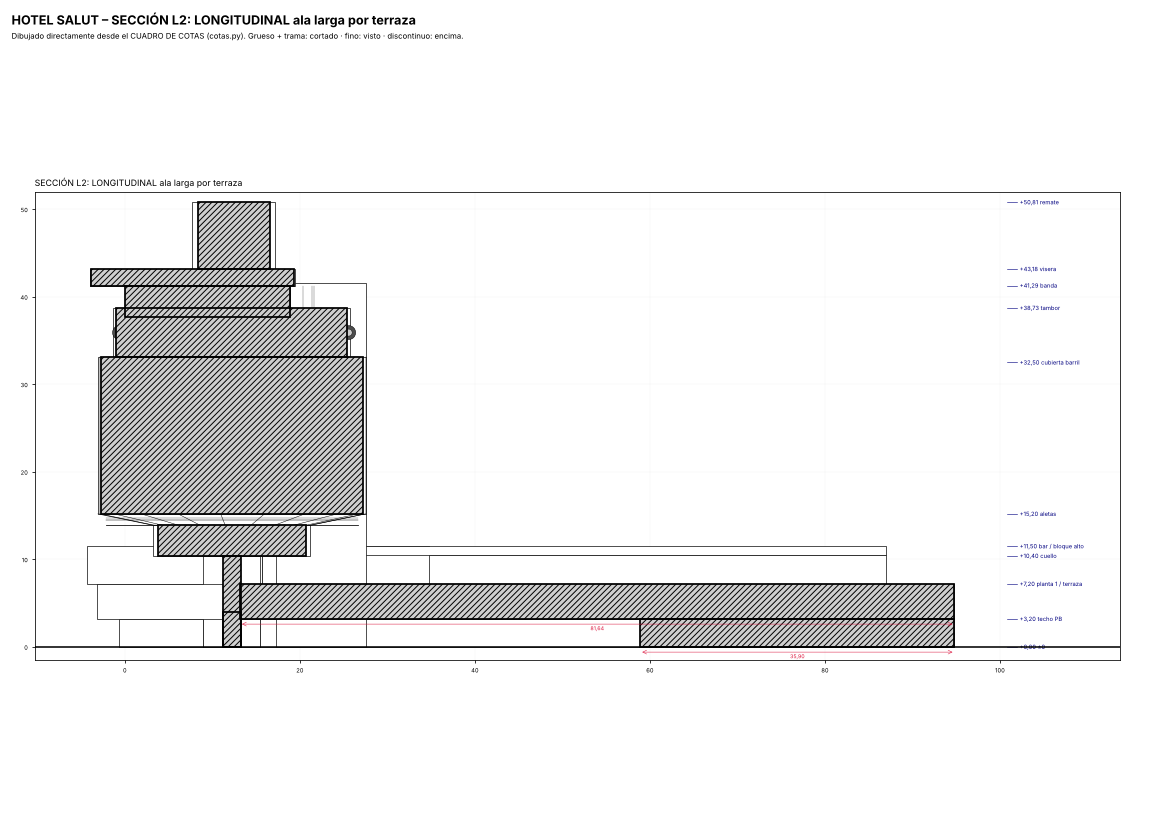 HOTEL SALUT – SECCIÓN L2: LONGITUDINAL ala larga por terraza
Dibujado directamente desde el CUADRO DE COTAS (cotas.py). Grueso + trama: cortado · fino: visto · discontinuo: encima.
SECCIÓN L2: LONGITUDINAL ala larga por terraza
50
+50,81 remate
+43,18 visera
+41,29 banda
40
+38,73 tambor
+32,50 cubierta barril
30
20
+15,20 aletas
+11,50 bar / bloque alto
10
+10,40 cuello
+7,20 planta 1 / terraza
+3,20 techo PB
81,64
0
35,90
0
20
40
60
80
100